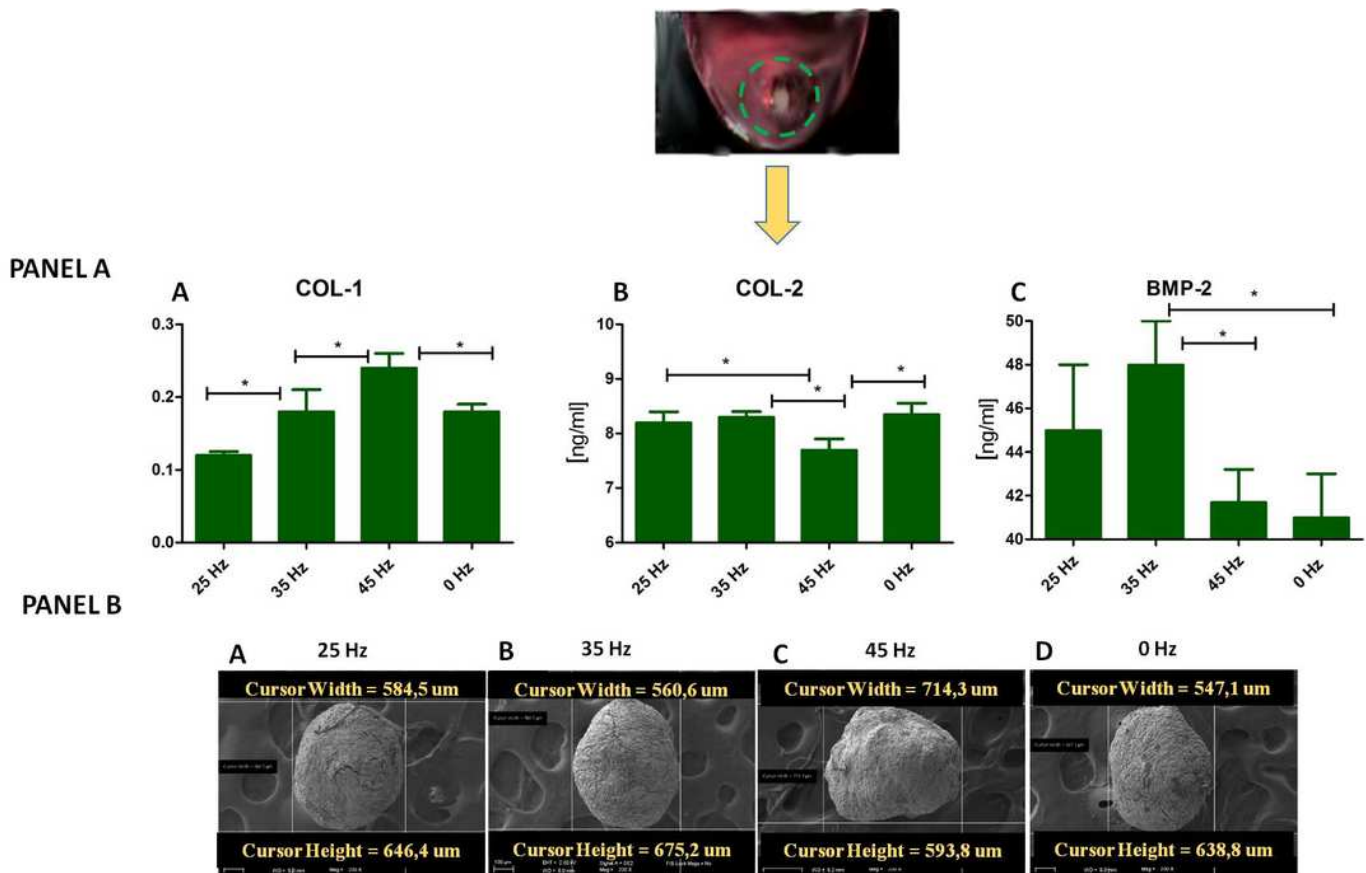 PANEL A
A COL-1
0.3
0.2
0.1
0.0
* * *
25 Hz 35 Hz 45 Hz 0 Hz
B COL-2
[ng/ml]
10
9
8
7
6
* * *
25 Hz 35 Hz 45 Hz 0 Hz
C BMP-2
[ng/ml]
50
48
46
44
42
40
* *
25 Hz 35 Hz 45 Hz 0 Hz
PANEL B
A 25 Hz
Cursor Width = 584,5 um
Cursor Height = 646,4 um
B 35 Hz
Cursor Width = 560,6 um
Cursor Height = 675,2 um
C 45 Hz
Cursor Width = 714,3 um
Cursor Height = 593,8 um
D 0 Hz
Cursor Width = 547,1 um
Cursor Height = 638,8 um